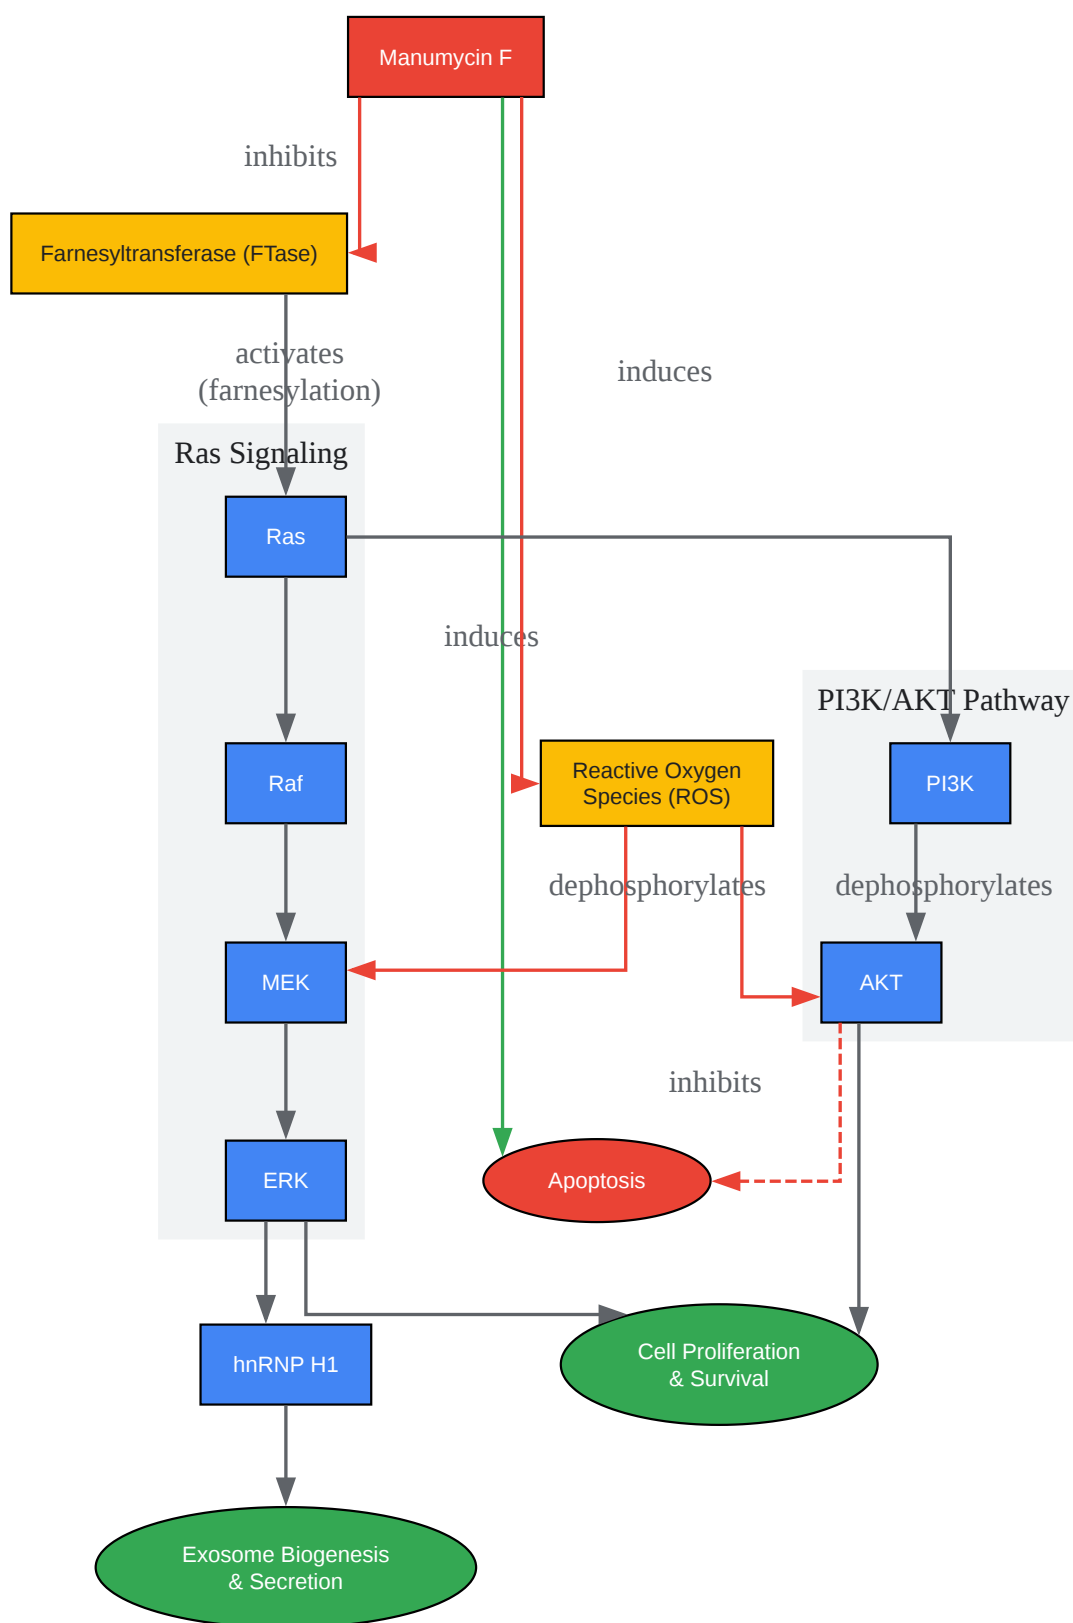 Manumycin F
inhibits
Farnesyltransferase (FTase)
activates
(farnesylation)
induces
Ras Signaling
Ras
induces
PI3K/AKT Pathway
Raf
Reactive Oxygen
Species (ROS)
PI3K
dephosphorylates
dephosphorylates
MEK
AKT
inhibits
ERK
Apoptosis
hnRNP H1
Cell Proliferation
& Survival
Exosome Biogenesis
& Secretion